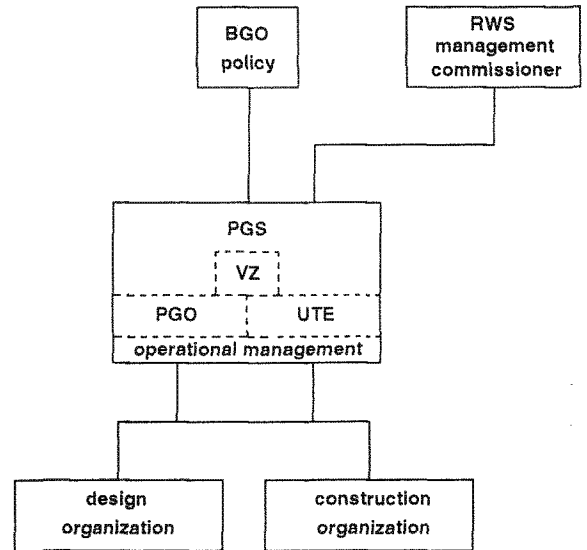 BGO
policy
RWS
management
commissioner
PGS
VZ
PGO UTE
operational management
design
organization
construction
organization